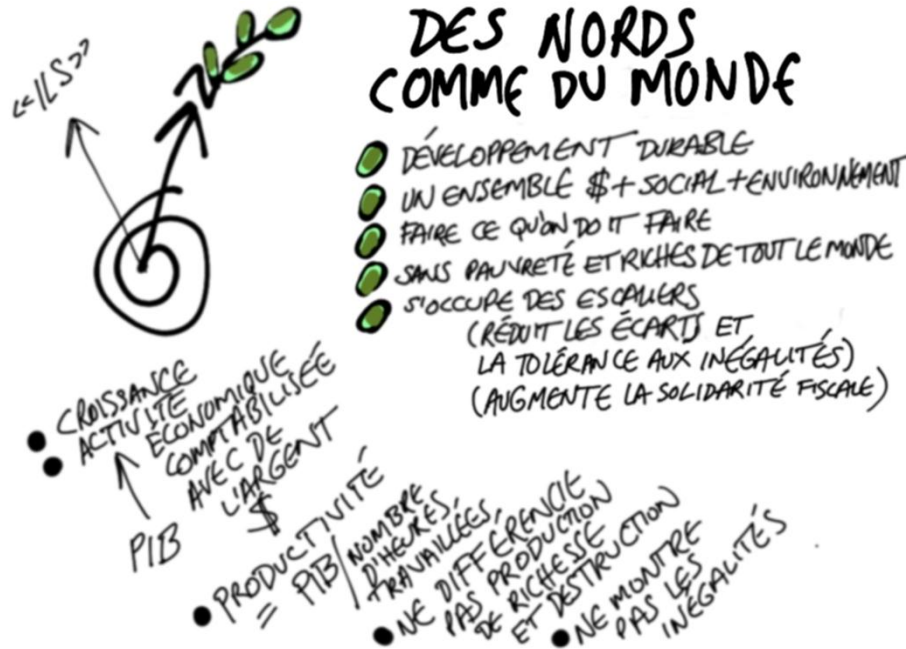 <<ILS>>
DES NORDS
COMME DU MONDE
DÉVELOPPEMENT DURABLE
UN ENSEMBLE $ + SOCIAL + ENVIRONNEMENT
FAIRE CE QU'ON DOIT FAIRE
SANS PAUVRETÉ ET RICHES DE TOUT LE MONDE
S'OCCUPE DES ESCALIERS
(RÉDUIT LES ÉCARTS ET
LA TOLÉRANCE AUX INÉGALITÉS)
(AUGMENTE LA SOLIDARITÉ FISCALE)
CROISSANCE
ACTIVITÉ
ÉCONOMIQUE
COMPTABILISÉE
AVEC DE
L'ARGENT
$
PIB
PRODUCTIVITÉ
= PIB/NOMBRE
D'HEURES
TRAVAILLÉES,
NE DIFFÉRENCIE
PAS PRODUCTION
DE RICHESSE
ET DESTRUCTION
NE MONTRE
PAS LES
INÉGALITÉS